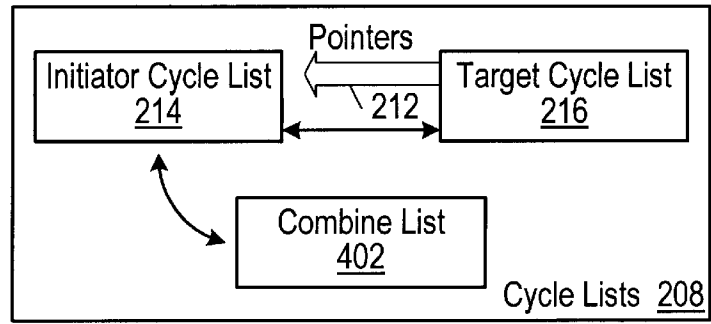 Pointers
Initiator Cycle List
214
212
Target Cycle List
216
Combine List
402
Cycle Lists 208